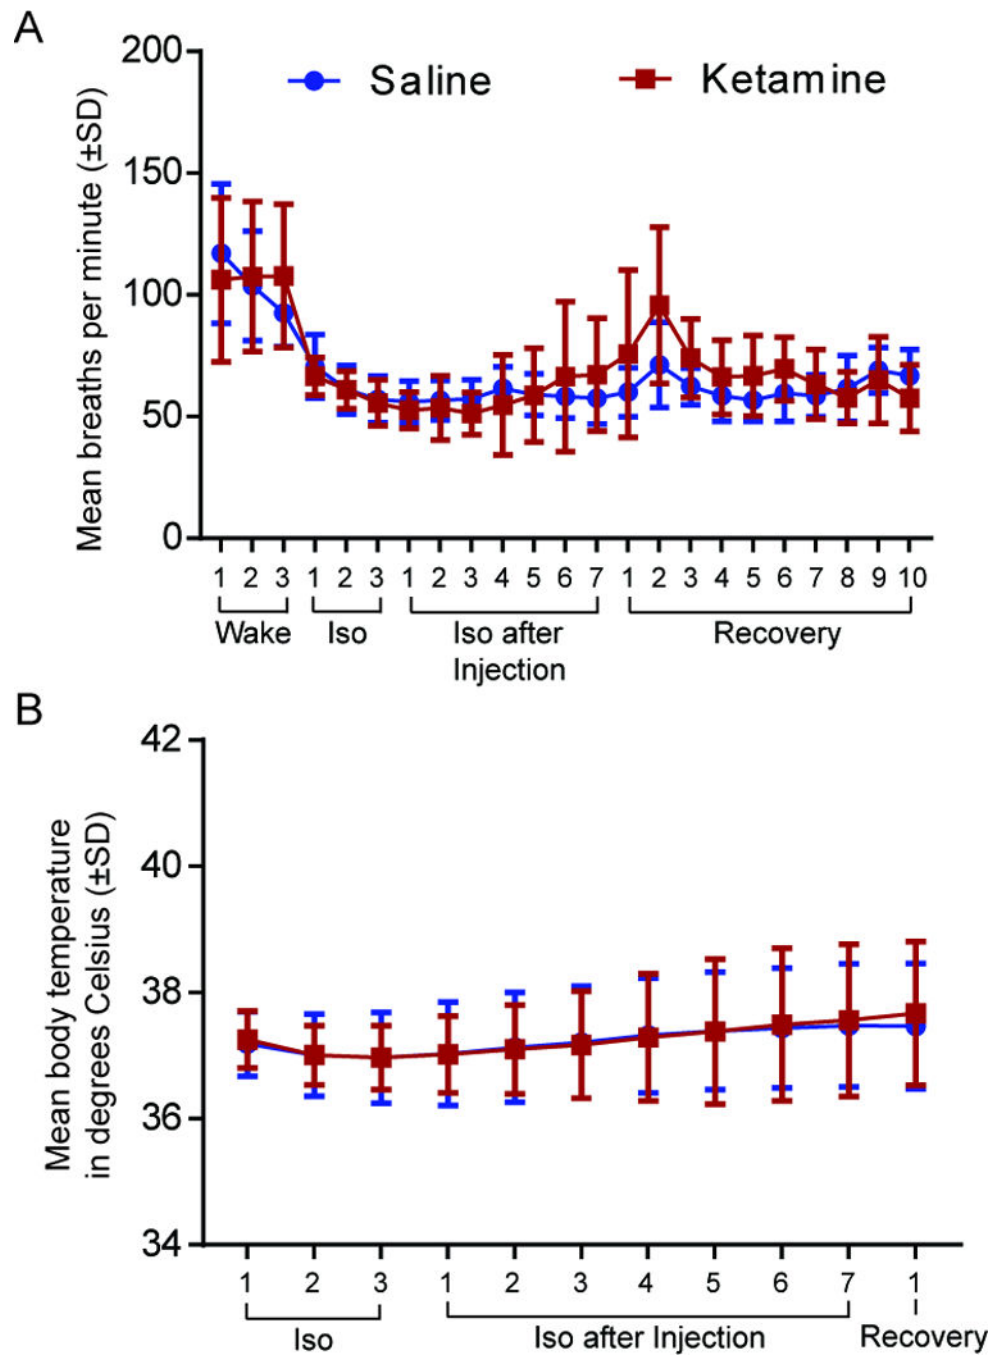 A
200
Saline
Ketamine
150
100
50
0
Mean breaths per minute (±SD)
1 2 3 1 2 3 1 2 3 4 5 6 7 1 2 3 4 5 6 7 8 9 10
Wake
Iso
Iso after
Injection
Recovery
B
42
40
38
36
34
Mean body temperature
in degrees Celsius (±SD)
1 2 3 1 2 3 4 5 6 7 1
Iso
Iso after Injection
Recovery